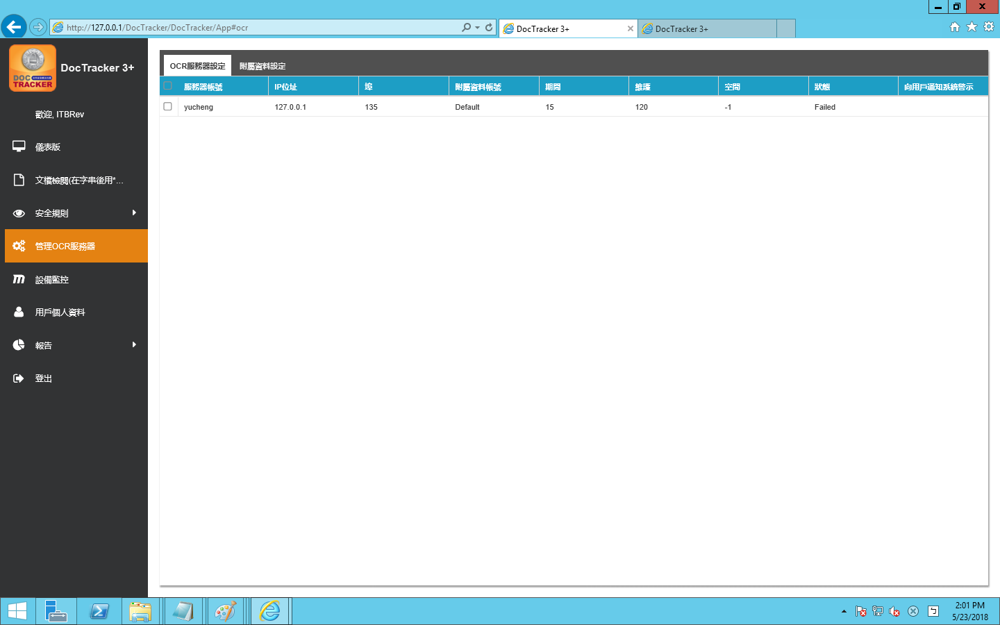 http://127.0.0.1/DocTracker/DocTracker/App#ocr
DocTracker 3+
DocTracker 3+
DOC
TRACKER
DocTracker 3+
歡迎, ITBRev
儀表版
文檔檢閱(在字串後用*...
安全規則
管理OCR服務器
設備監控
用戶個人資料
報告
登出
OCR服務器設定 附屬資料設定
服務器帳號 IP位址 埠 附屬資料帳號 期間 維護 空間 狀態 向用戶通知系統警示
yucheng 127.0.0.1 135 Default 15 120 -1 Failed
2:01 PM
5/23/2018